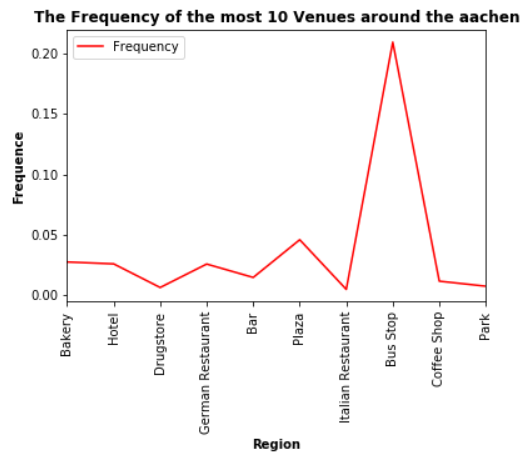 The Frequency of the most 10 Venues around the aachen
Frequency
0.20
0.15
0.10
0.05
0.00
Frequence
Bakery
Hotel
Drugstore
German Restaurant
Bar
Plaza
Italian Restaurant
Bus Stop
Coffee Shop
Park
Region